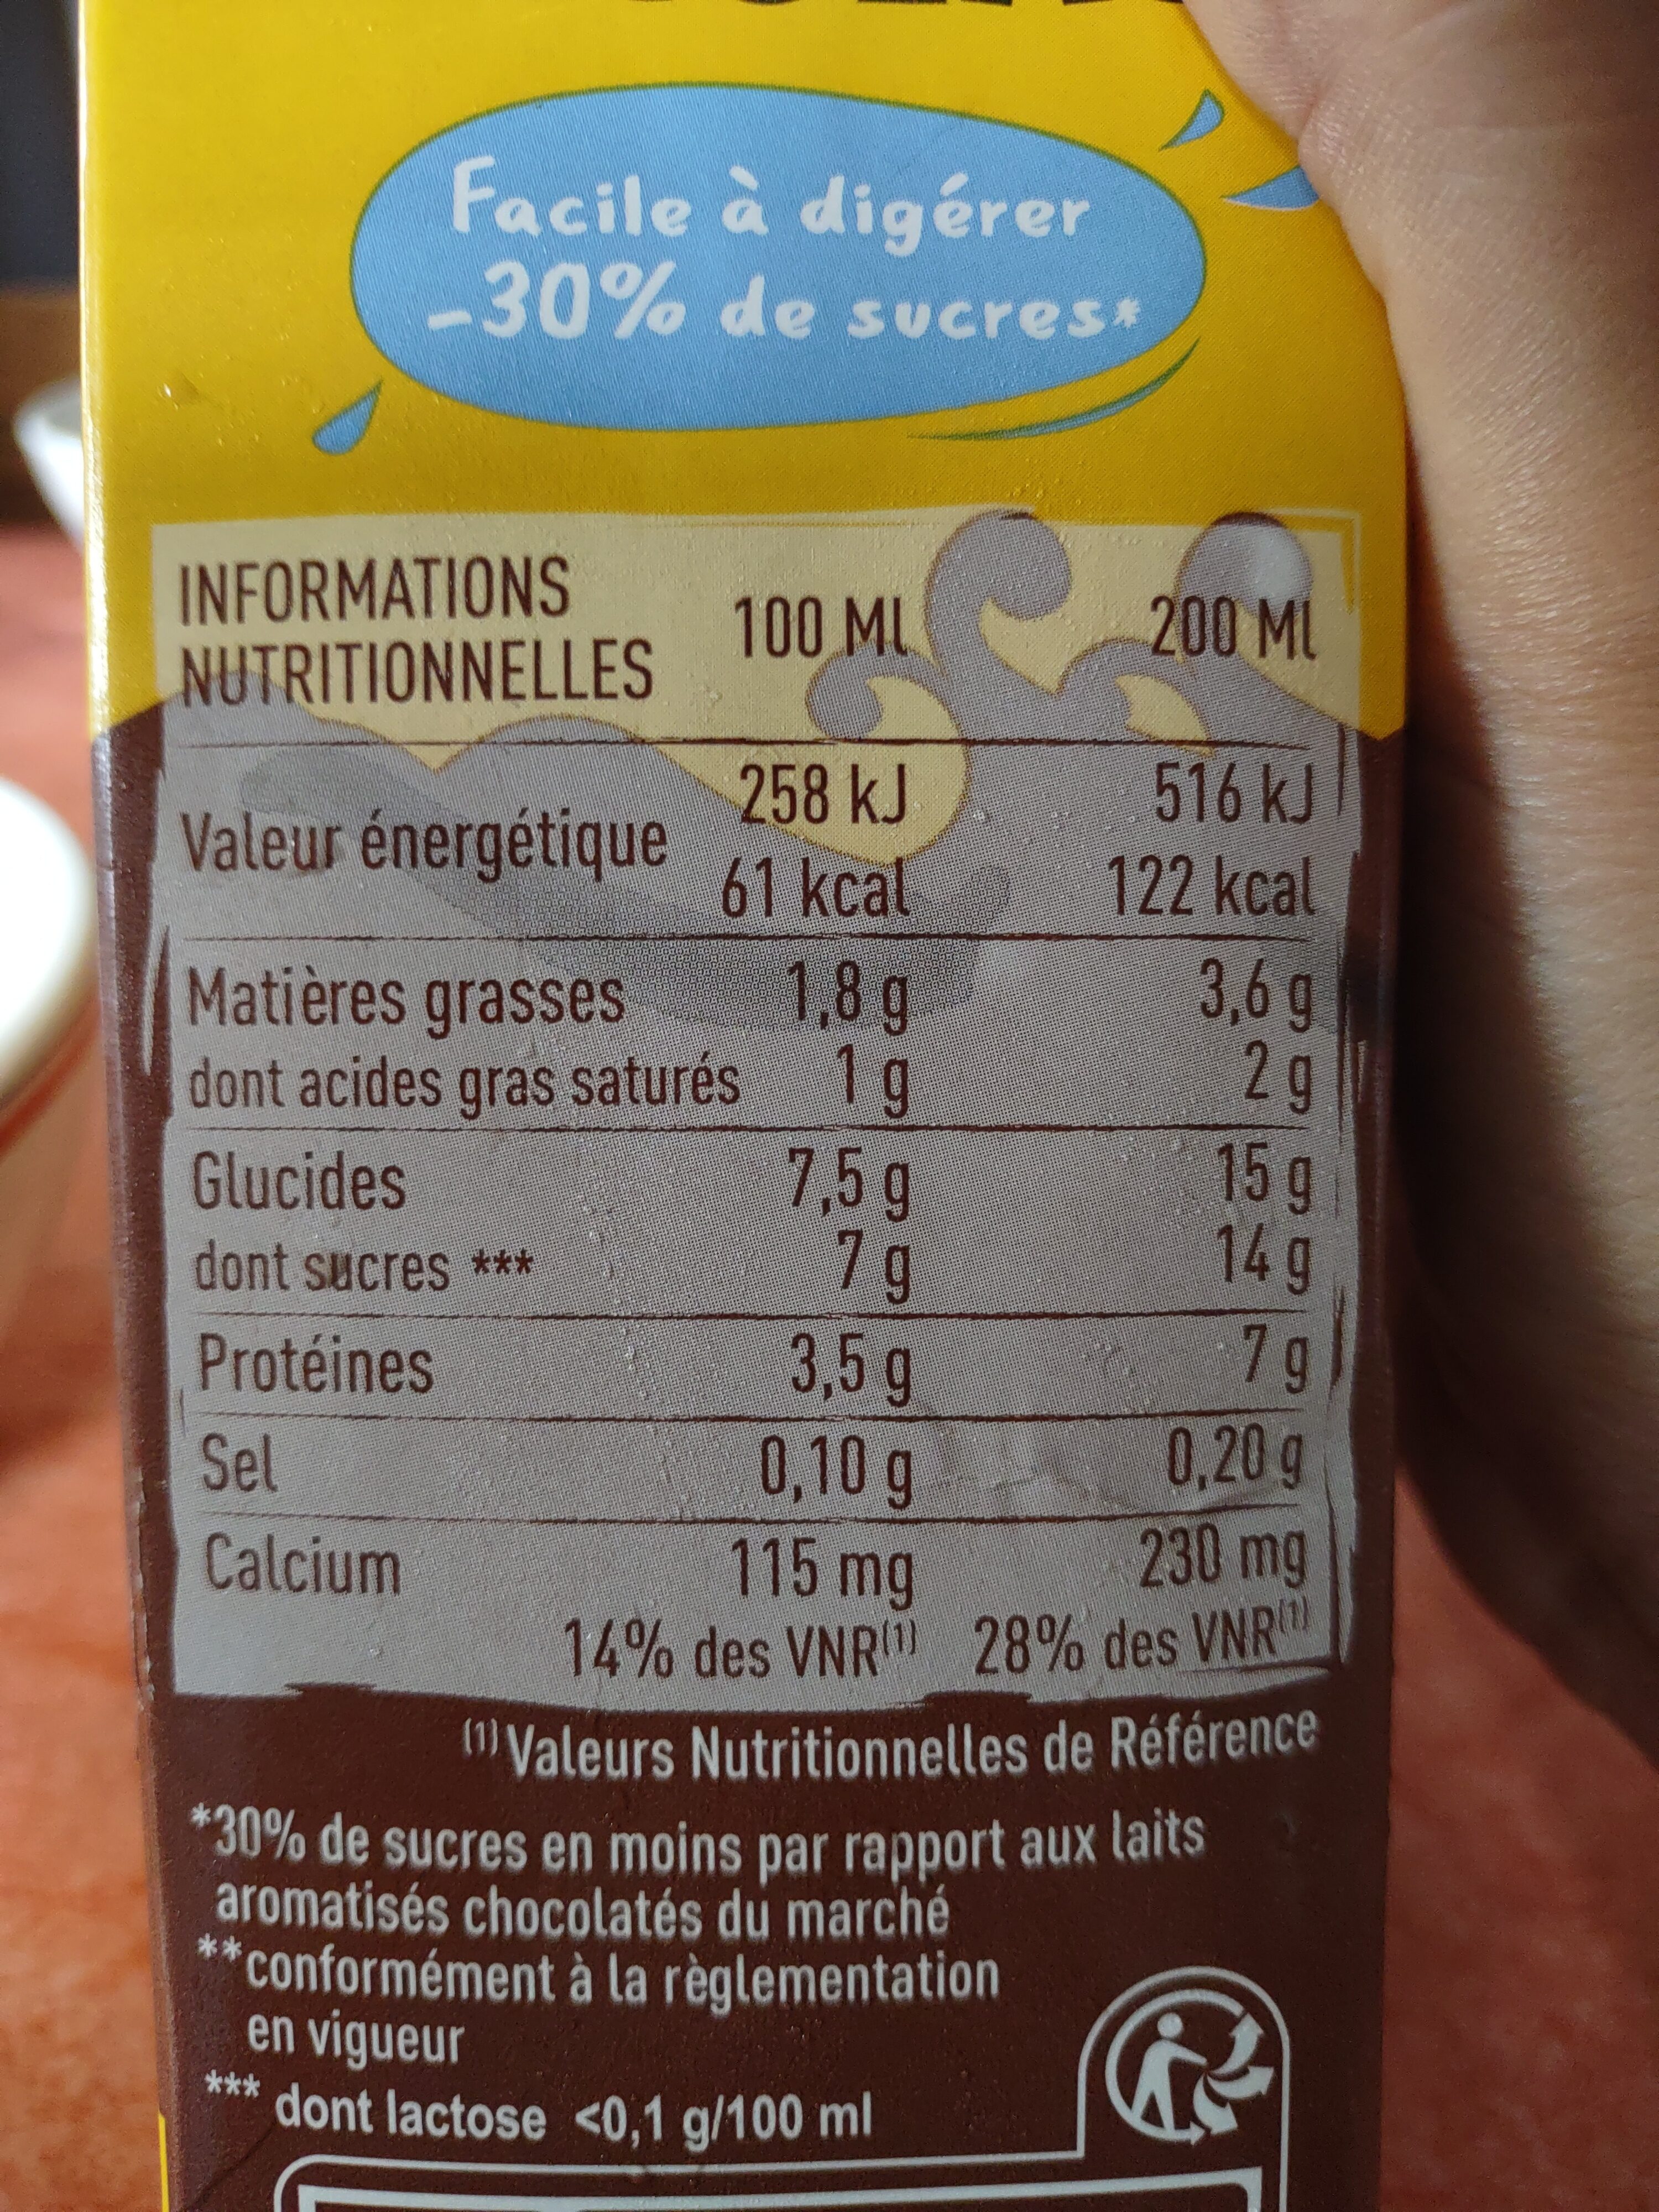 Facile à digérer
-30% de sucres*
INFORMATIONS
NUTRITIONNELLES 100 Ml 200 Ml
Valeur énergétique 258 kJ 516 kJ
61 kcal 122 kcal
Matières grasses 1,8 g 3,6 g
dont acides gras saturés 1 g 2 g
Glucides 7,5 g 15 g
dont sucres *** 7 g 14 g
Protéines 3,5 g 7 g
Sel 0,10 g 0,20 g
Calcium 115 mg 230 mg
14% des VNR(1) 28% des VNR(1)
(1) Valeurs Nutritionnelles de Référence
*30% de sucres en moins par rapport aux laits
aromatisés chocolatés du marché
**conformément à la règlementation
en vigueur
*** dont lactose <0,1 g/100 ml